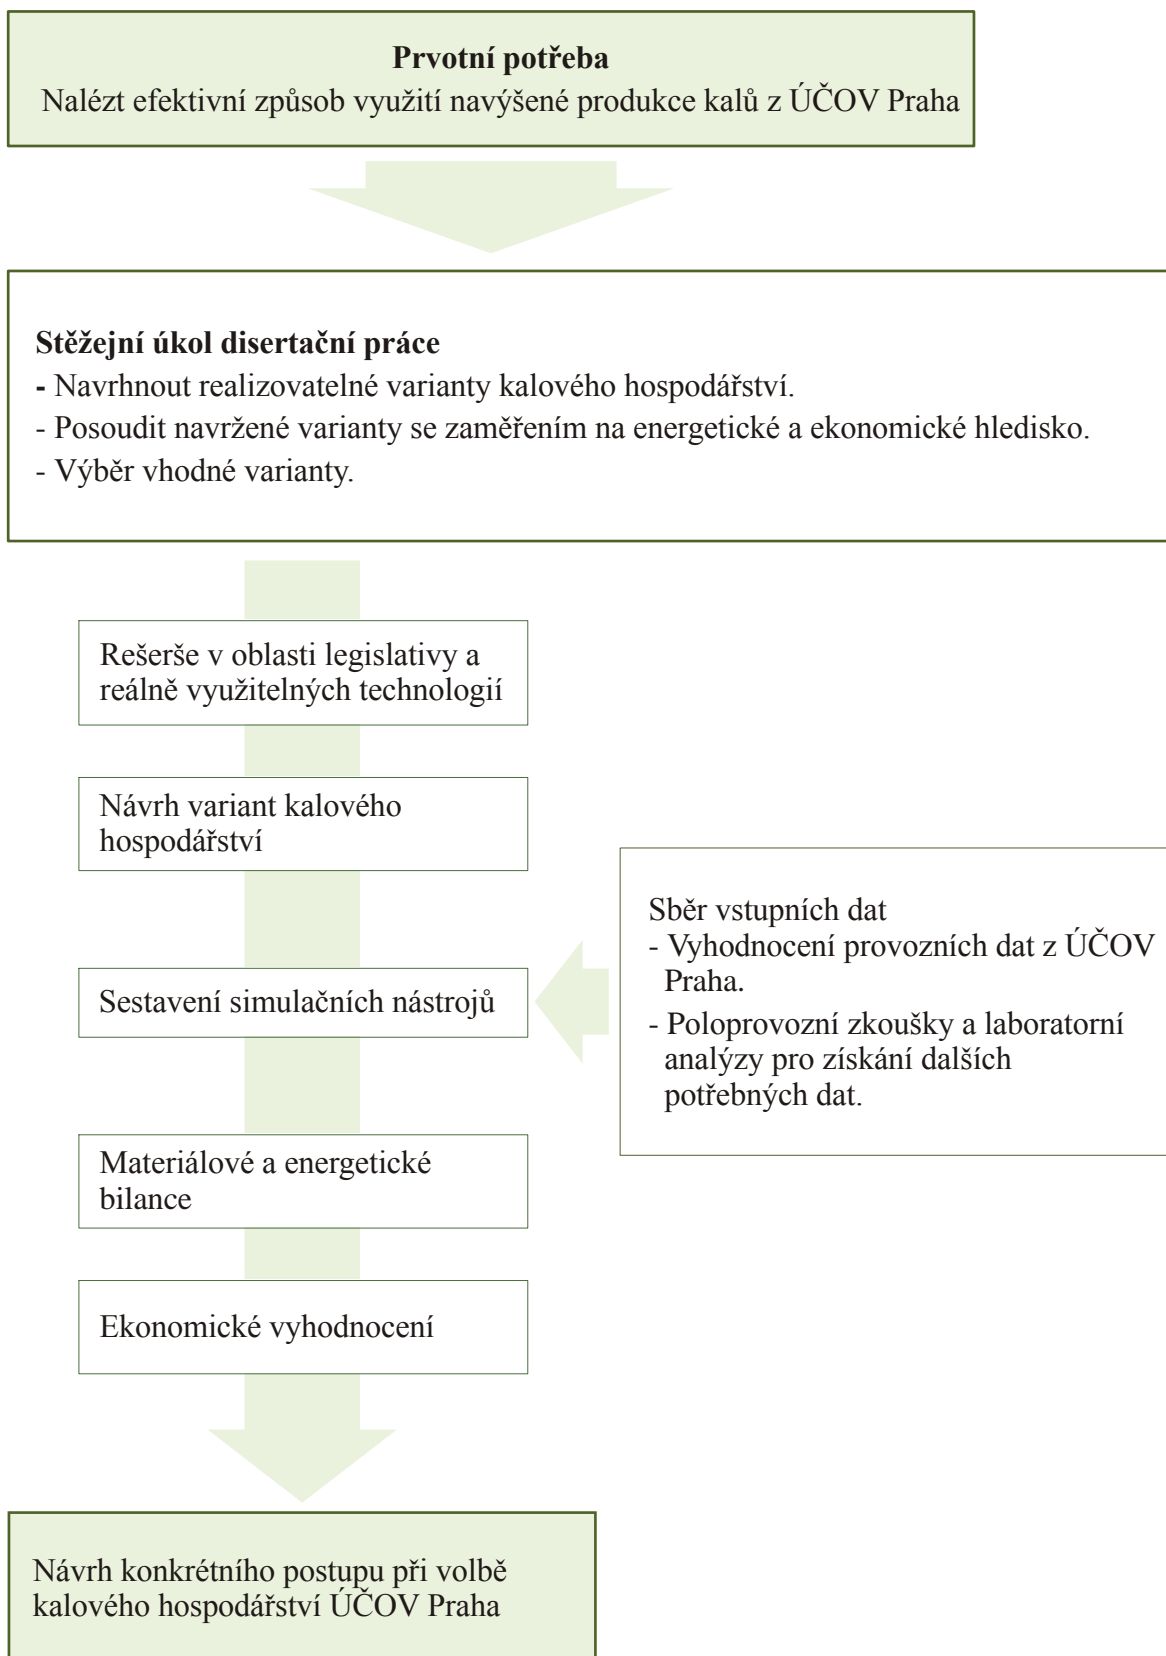 Prvotní potřeba
Nalézt efektivní způsob využití navýšené produkce kalů z ÚČOV Praha
Stěžejní úkol disertační práce
- Navrhnout realizovatelné varianty kalového hospodářství.
- Posoudit navržené varianty se zaměřením na energetické a ekonomické hledisko.
- Výběr vhodné varianty.
Rešerše v oblasti legislativy a
reálně využitelných technologií
Návrh variant kalového
hospodářství
Sběr vstupních dat
- Vyhodnocení provozních dat z ÚČOV
Praha.
- Poloprovozní zkoušky a laboratorní
analýzy pro získání dalších
potřebných dat.
Sestavení simulačních nástrojů
Materiálové a energetické
bilance
Ekonomické vyhodnocení
Návrh konkrétního postupu při volbě
kalového hospodářství ÚČOV Praha